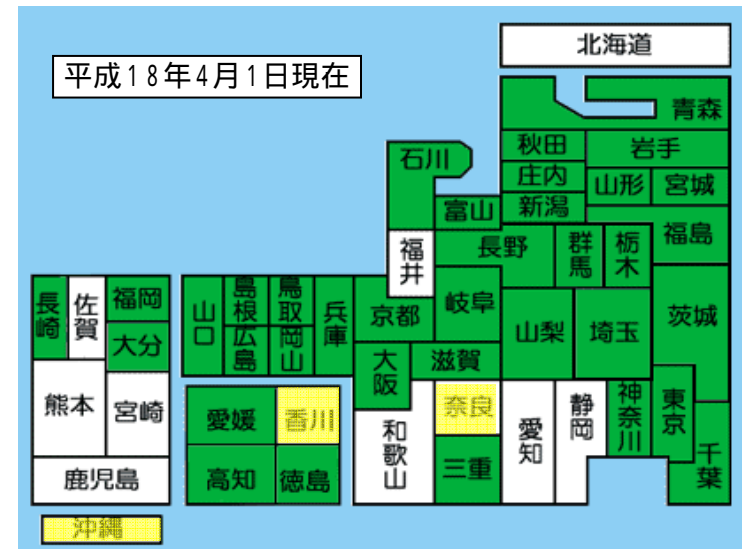 北海道
平成18年4月1日現在
青森
秋田
岩手
石川
庄内
山形
宮城
富山
新潟
福島
福井
長野
群馬
栃木
長崎
佐賀
福岡
山口
島根
鳥取
兵庫
京都
岐阜
山梨
埼玉
茨城
大分
広島
岡山
大阪
滋賀
熊本
宮崎
愛媛
香川
和歌山
奈良
愛知
静岡
神奈川
東京
千葉
鹿児島
高知
徳島
三重
沖縄